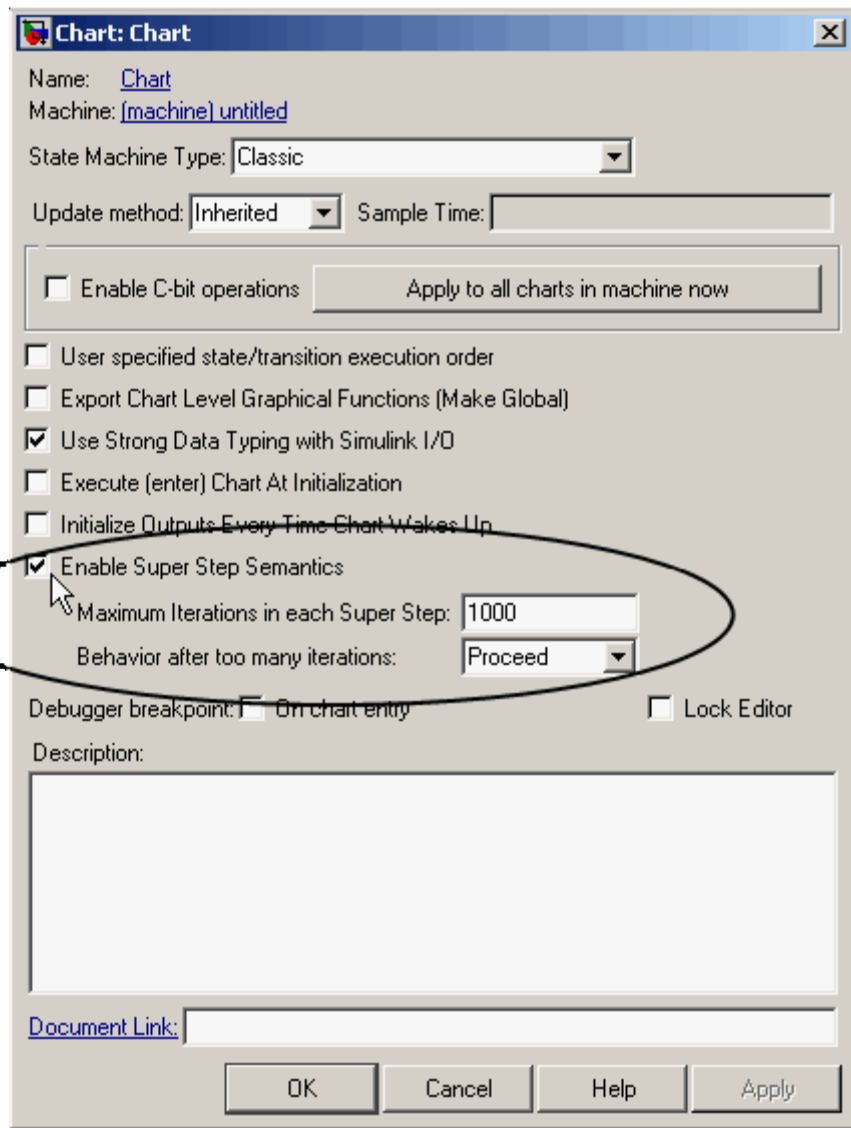 Chart: Chart
Name: Chart
Machine: (machine) untitled
State Machine Type: Classic
Update method: Inherited Sample Time:
Enable C-bit operations Apply to all charts in machine now
User specified state/transition execution order
Export Chart Level Graphical Functions (Make Global)
Use Strong Data Typing with Simulink I/O
Execute (enter) Chart At Initialization
Initialize Outputs Every Time Chart Wakes Up
Enable Super Step Semantics
Maximum Iterations in each Super Step: 1000
Behavior after too many iterations: Proceed
Debugger breakpoint: On chart entry Lock Editor
Description:
Document Link:
OK Cancel Help Apply